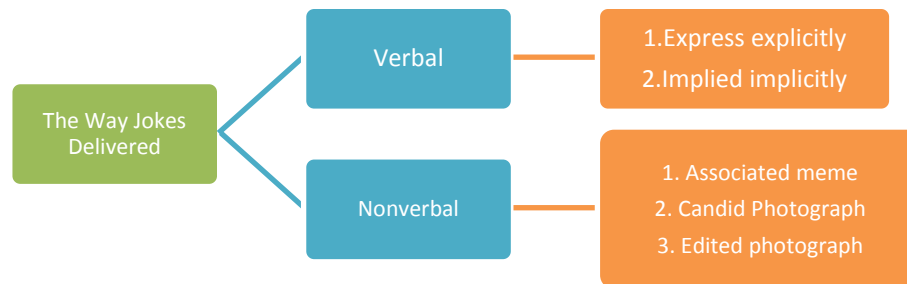 The Way Jokes
Delivered
Verbal
1.Express explicitly
2.Implied implicitly
Nonverbal
1. Associated meme
2. Candid Photograph
3. Edited photograph